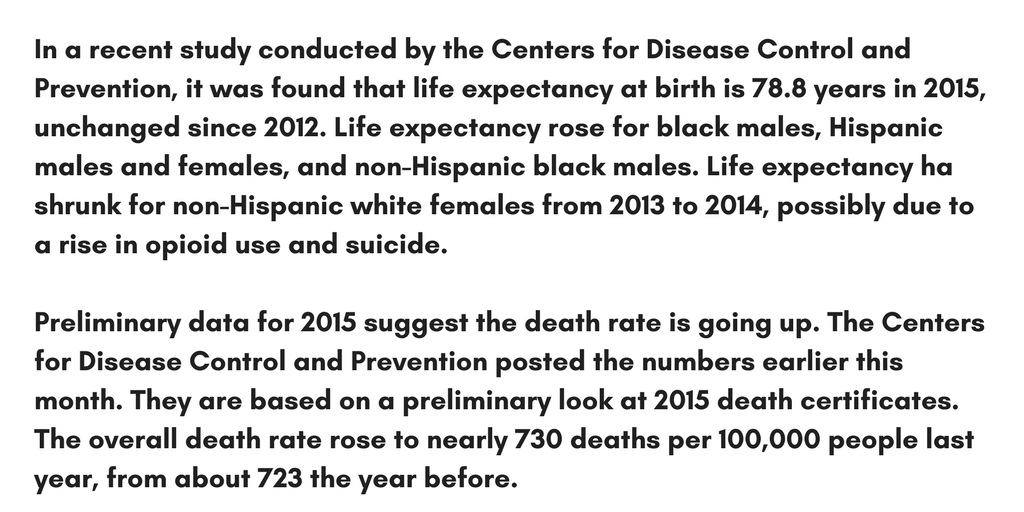 In a recent study conducted by the Centers for Disease Control and
Prevention, it was found that life expectancy at birth is 78.8 years in 2015,
unchanged since 2012. Life expectancy rose for black males, Hispanic
males and females, and non-Hispanic black males. Life expectancy ha
shrunk for non-Hispanic white females from 2013 to 2014, possibly due to
a rise in opioid use and suicide.
Preliminary data for 2015 suggest the death rate is going up. The Centers
for Disease Control and Prevention posted the numbers earlier this
month. They are based on a preliminary look at 2015 death certificates.
The overall death rate rose to nearly 730 deaths per 100,000 people last
year, from about 723 the year before.